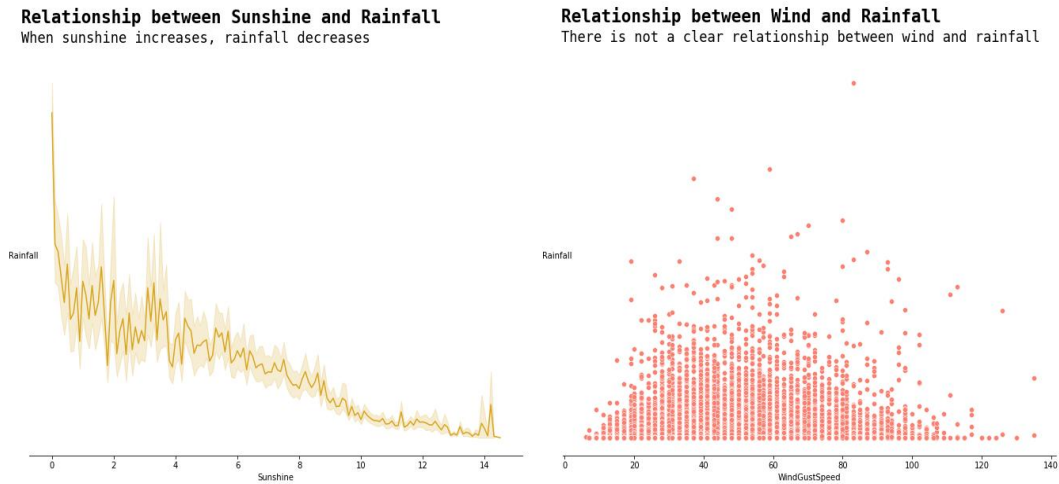 Relationship between Sunshine and Rainfall
When sunshine increases, rainfall decreases
Rainfall
0 2 4 6 8 10 12 14
Sunshine
Relationship between Wind and Rainfall
There is not a clear relationship between wind and rainfall
Rainfall
0 20 40 60 80 100 120 140
WindGustSpeed